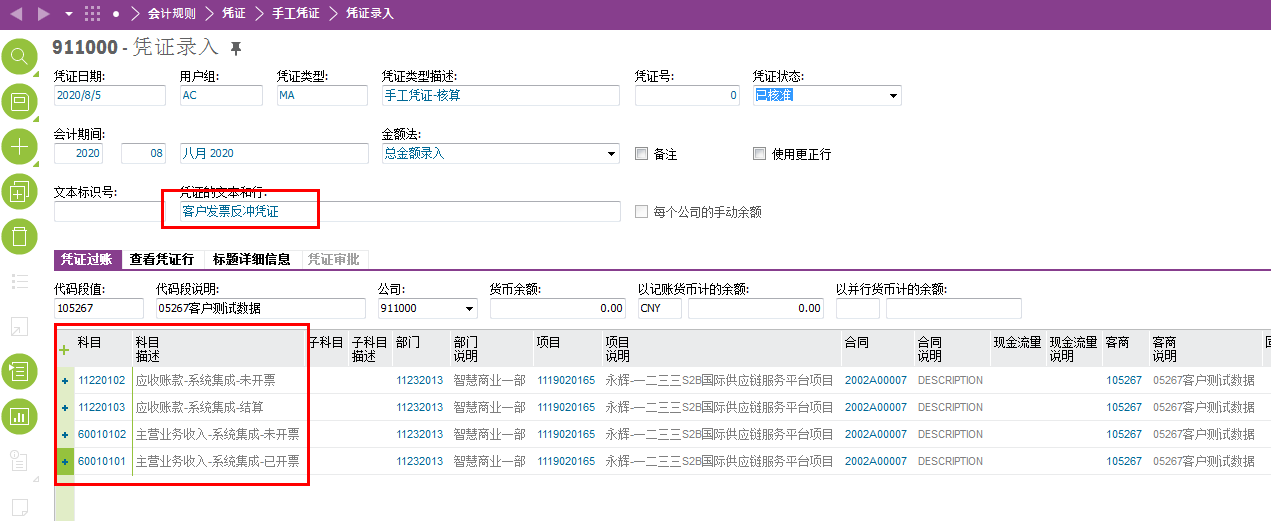 会计规则 凭证 手工凭证 凭证录入
911000 - 凭证录入
凭证日期: 用户组: 凭证类型: 凭证类型描述: 凭证号: 凭证状态:
2020/8/5 AC MA 手工凭证-核算 0 已核准
会计期间: 金额法:
2020 08 八月 2020 总金额录入 备注 使用更正行
文本标识号: 凭证的文本和行:
客户发票反冲凭证 每个公司的手动余额
凭证过账 查看凭证行 标题详细信息 凭证审批
代码段值: 代码段说明: 公司: 货币余额: 以记账货币计的余额: 以并行货币计的余额:
105267 05267客户测试数据 911000 0.00 CNY 0.00
科目 科目描述 子科目 子科目描述 部门 部门说明 项目 项目说明 合同 合同说明 现金流量 现金流量说明 客商 客商说明
11220102 应收账款-系统集成-未开票 11232013 智慧商业一部 1119020165 永辉-一二三三S2B国际供应链服务平台项目 2002A00007 DESCRIPTION 105267 05267客户测试数据
11220103 应收账款-系统集成-结算 11232013 智慧商业一部 1119020165 永辉-一二三三S2B国际供应链服务平台项目 2002A00007 DESCRIPTION 105267 05267客户测试数据
60010102 主营业务收入-系统集成-未开票 11232013 智慧商业一部 1119020165 永辉-一二三三S2B国际供应链服务平台项目 2002A00007 DESCRIPTION 105267 05267客户测试数据
60010101 主营业务收入-系统集成-已开票 11232013 智慧商业一部 1119020165 永辉-一二三三S2B国际供应链服务平台项目 2002A00007 DESCRIPTION 105267 05267客户测试数据